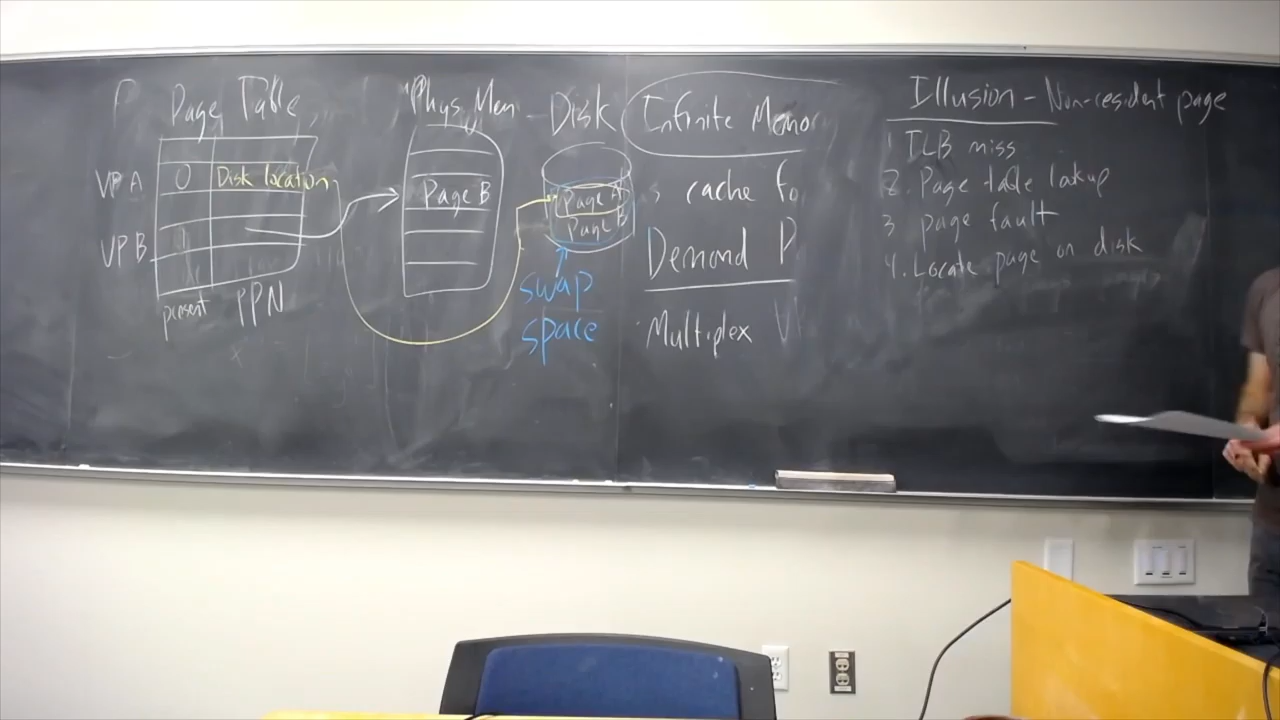 Page Table
VP A 0 Disk location
VP B
present PPN
Phys. Mem
Page B
Disk
Page A
Page B
swap
space
Infinite Memo
s cache fo
Demand P
Multiplex
Illusion - Non-resident page
1 TLB miss
2. Page table lookup
3 page fault
4. Locate page on disk